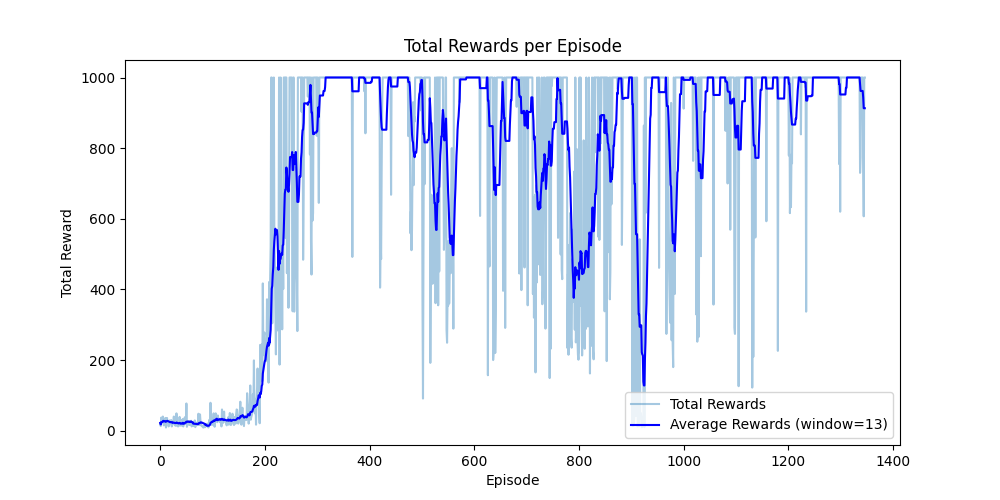 Total Rewards per Episode
Total Reward
1000
800
600
400
200
0
Total Rewards
Average Rewards (window=13)
0 200 400 600 800 1000 1200 1400
Episode